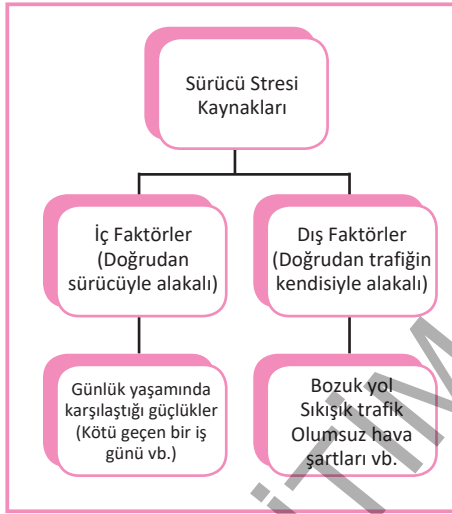 Sürücü Stresi
Kaynakları
İç Faktörler
(Doğrudan
sürücüyle alakalı)
Dış Faktörler
(Doğrudan trafiğin
kendisiyle alakalı)
Günlük yaşamında
karşılaştığı güçlükler
(Kötü geçen bir iş
günü vb.)
Bozuk yol
Sıkışık trafik
Olumsuz hava
şartları vb.
İTİM